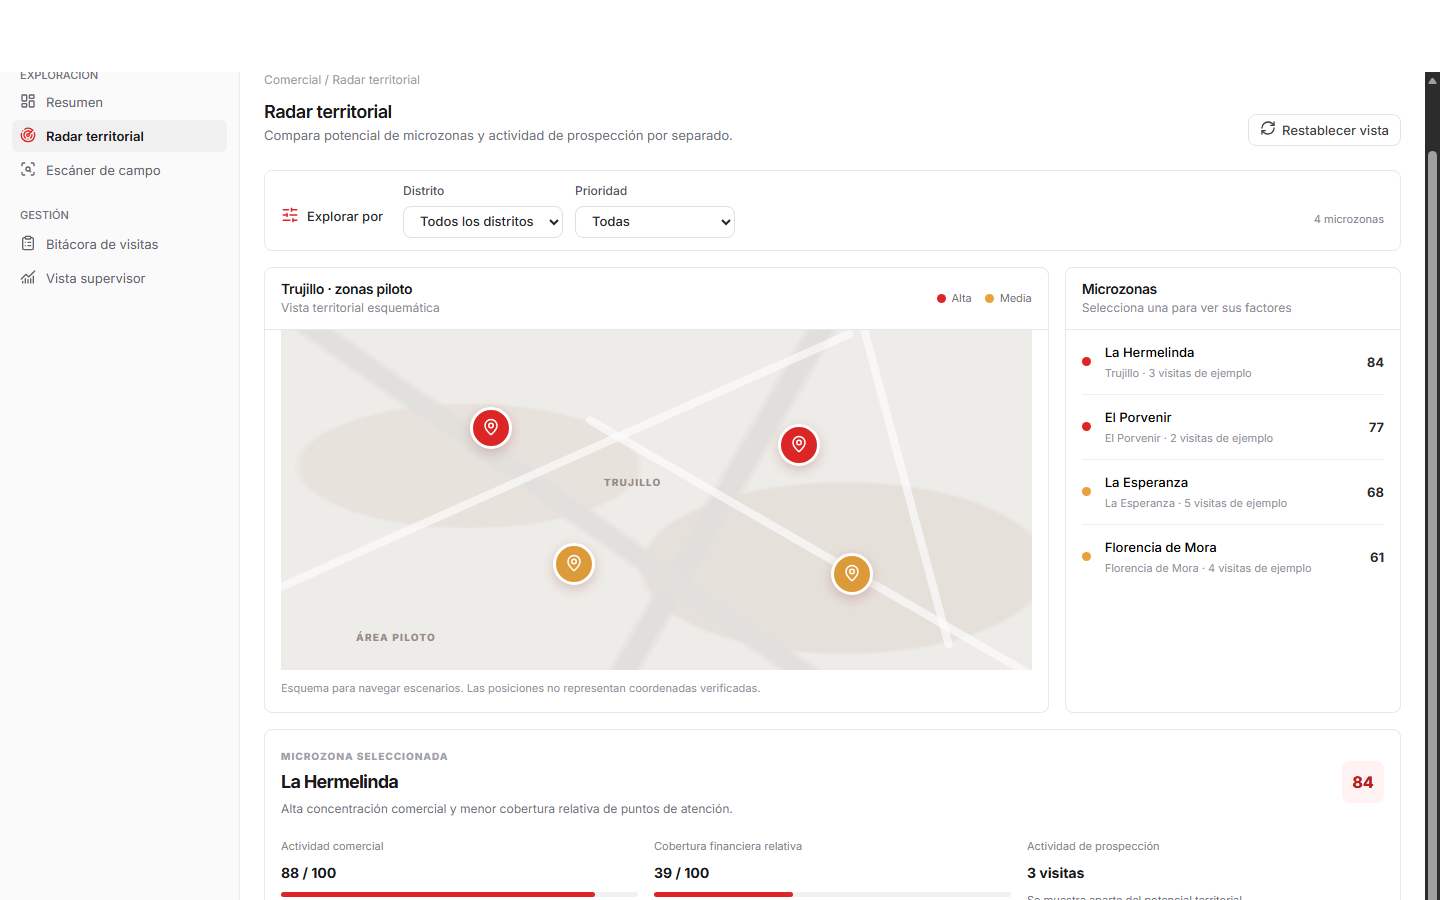 EXPLORACIÓN
Resumen
Radar territorial
Escáner de campo
GESTIÓN
Bitácora de visitas
Vista supervisor
Comercial / Radar territorial
Radar territorial
Compara potencial de microzonas y actividad de prospección por separado.
Restablecer vista
Explorar por
Distrito
Todos los distritos
Prioridad
Todas
4 microzonas
Trujillo · zonas piloto
Vista territorial esquemática
Alta
Media
TRUJILLO
ÁREA PILOTO
Esquema para navegar escenarios. Las posiciones no representan coordenadas verificadas.
Microzonas
Selecciona una para ver sus factores
La Hermelinda
Trujillo · 3 visitas de ejemplo
84
El Porvenir
El Porvenir · 2 visitas de ejemplo
77
La Esperanza
La Esperanza · 5 visitas de ejemplo
68
Florencia de Mora
Florencia de Mora · 4 visitas de ejemplo
61
MICROZONA SELECCIONADA
La Hermelinda
Alta concentración comercial y menor cobertura relativa de puntos de atención.
84
Actividad comercial
88 / 100
Cobertura financiera relativa
39 / 100
Actividad de prospección
3 visitas
Se muestra aparte del potencial territorial.